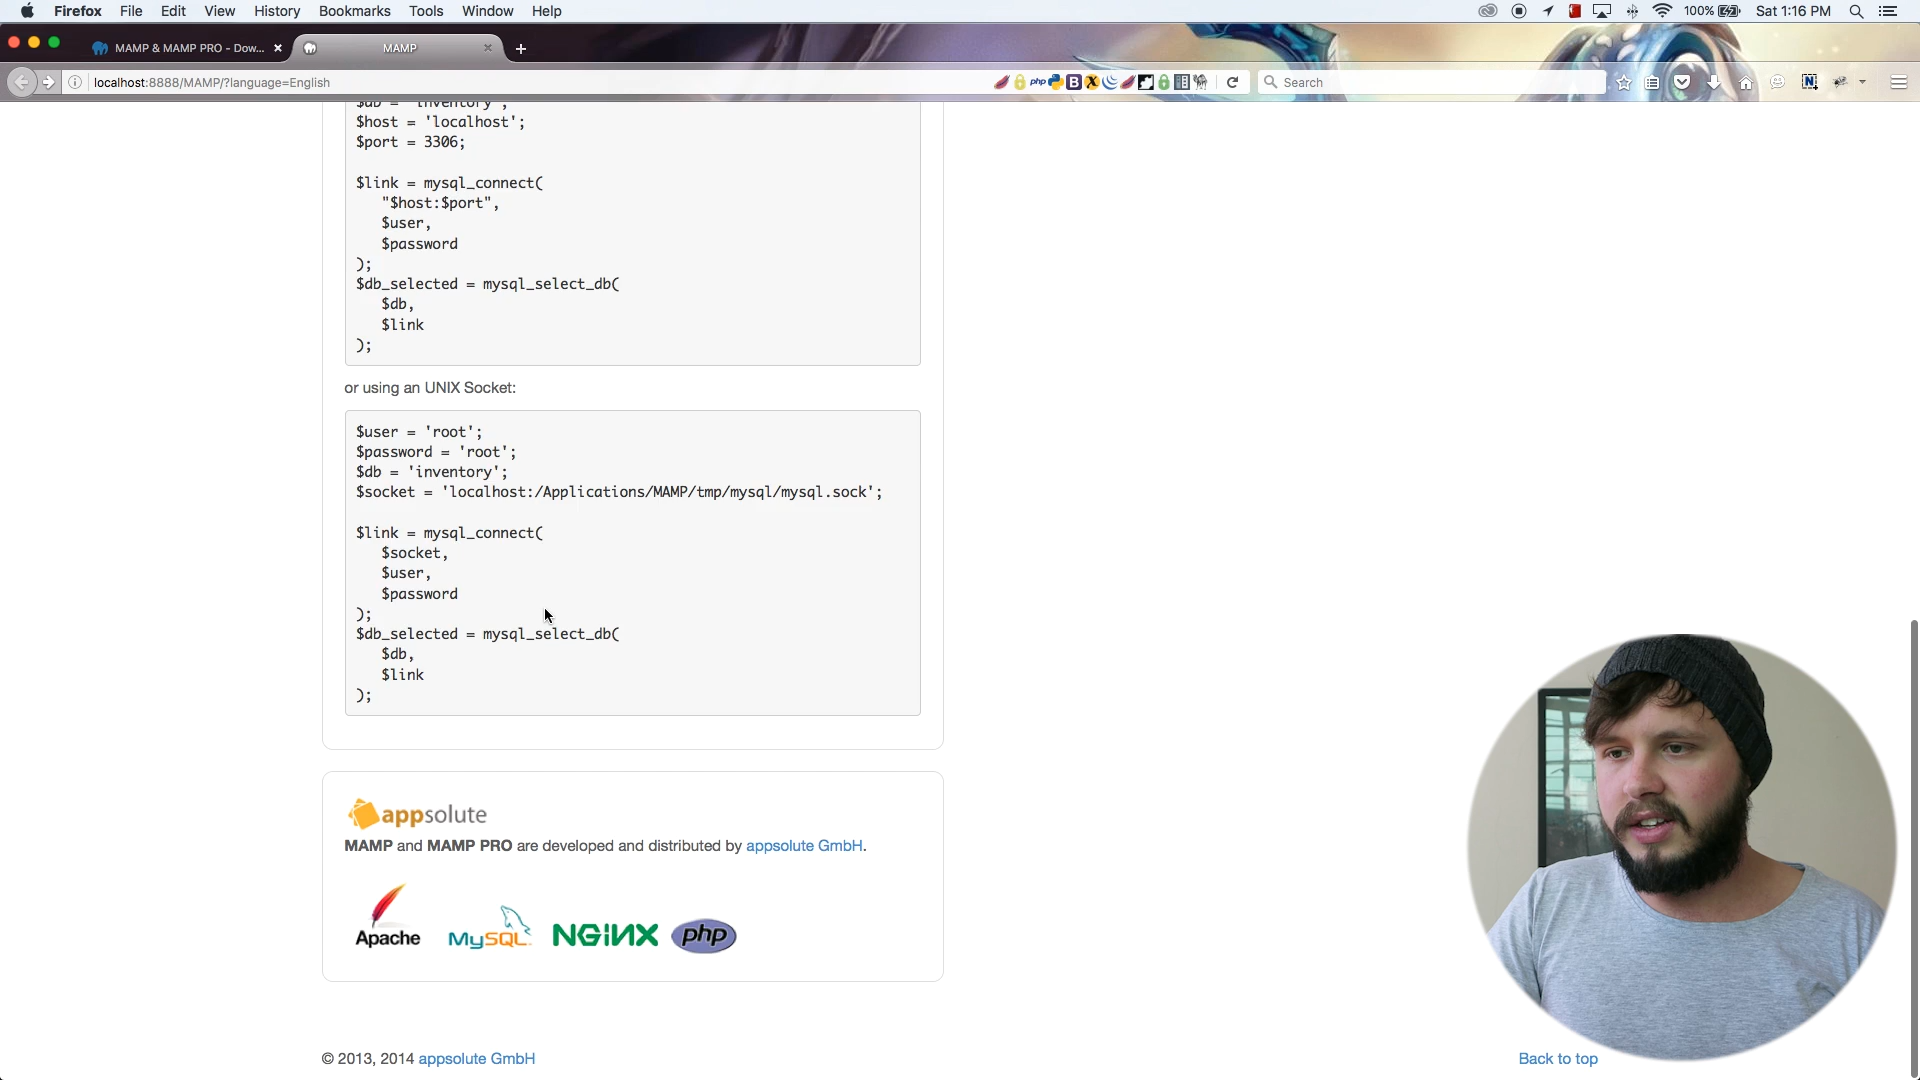 Firefox File Edit View History Bookmarks Tools Window Help 100% Sat 1:16 PM
MAMP & MAMP PRO - Dow... MAMP
localhost:8888/MAMP/?language=English php Search
$db = 'inventory';
$host = 'localhost';
$port = 3306;
$link = mysql_connect(
"$host:$port",
$user,
$password
);
$db_selected = mysql_select_db(
$db,
$link
);
or using an UNIX Socket:
$user = 'root';
$password = 'root';
$db = 'inventory';
$socket = 'localhost:/Applications/MAMP/tmp/mysql/mysql.sock';
$link = mysql_connect(
$socket,
$user,
$password
);
$db_selected = mysql_select_db(
$db,
$link
);
appsolute
MAMP and MAMP PRO are developed and distributed by appsolute GmbH.
Apache MySQL NGINX php
© 2013, 2014 appsolute GmbH
Back to top